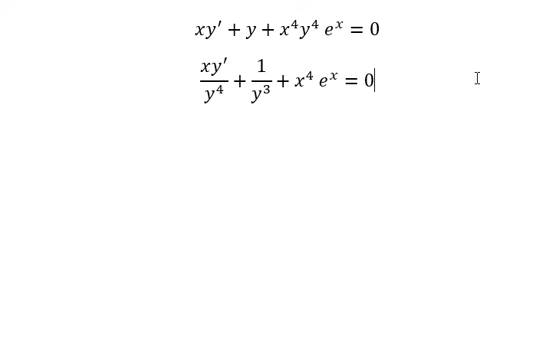 xy′ + y + x⁴y⁴ eˣ = 0
xy′/y⁴ + 1/y³ + x⁴ eˣ = 0